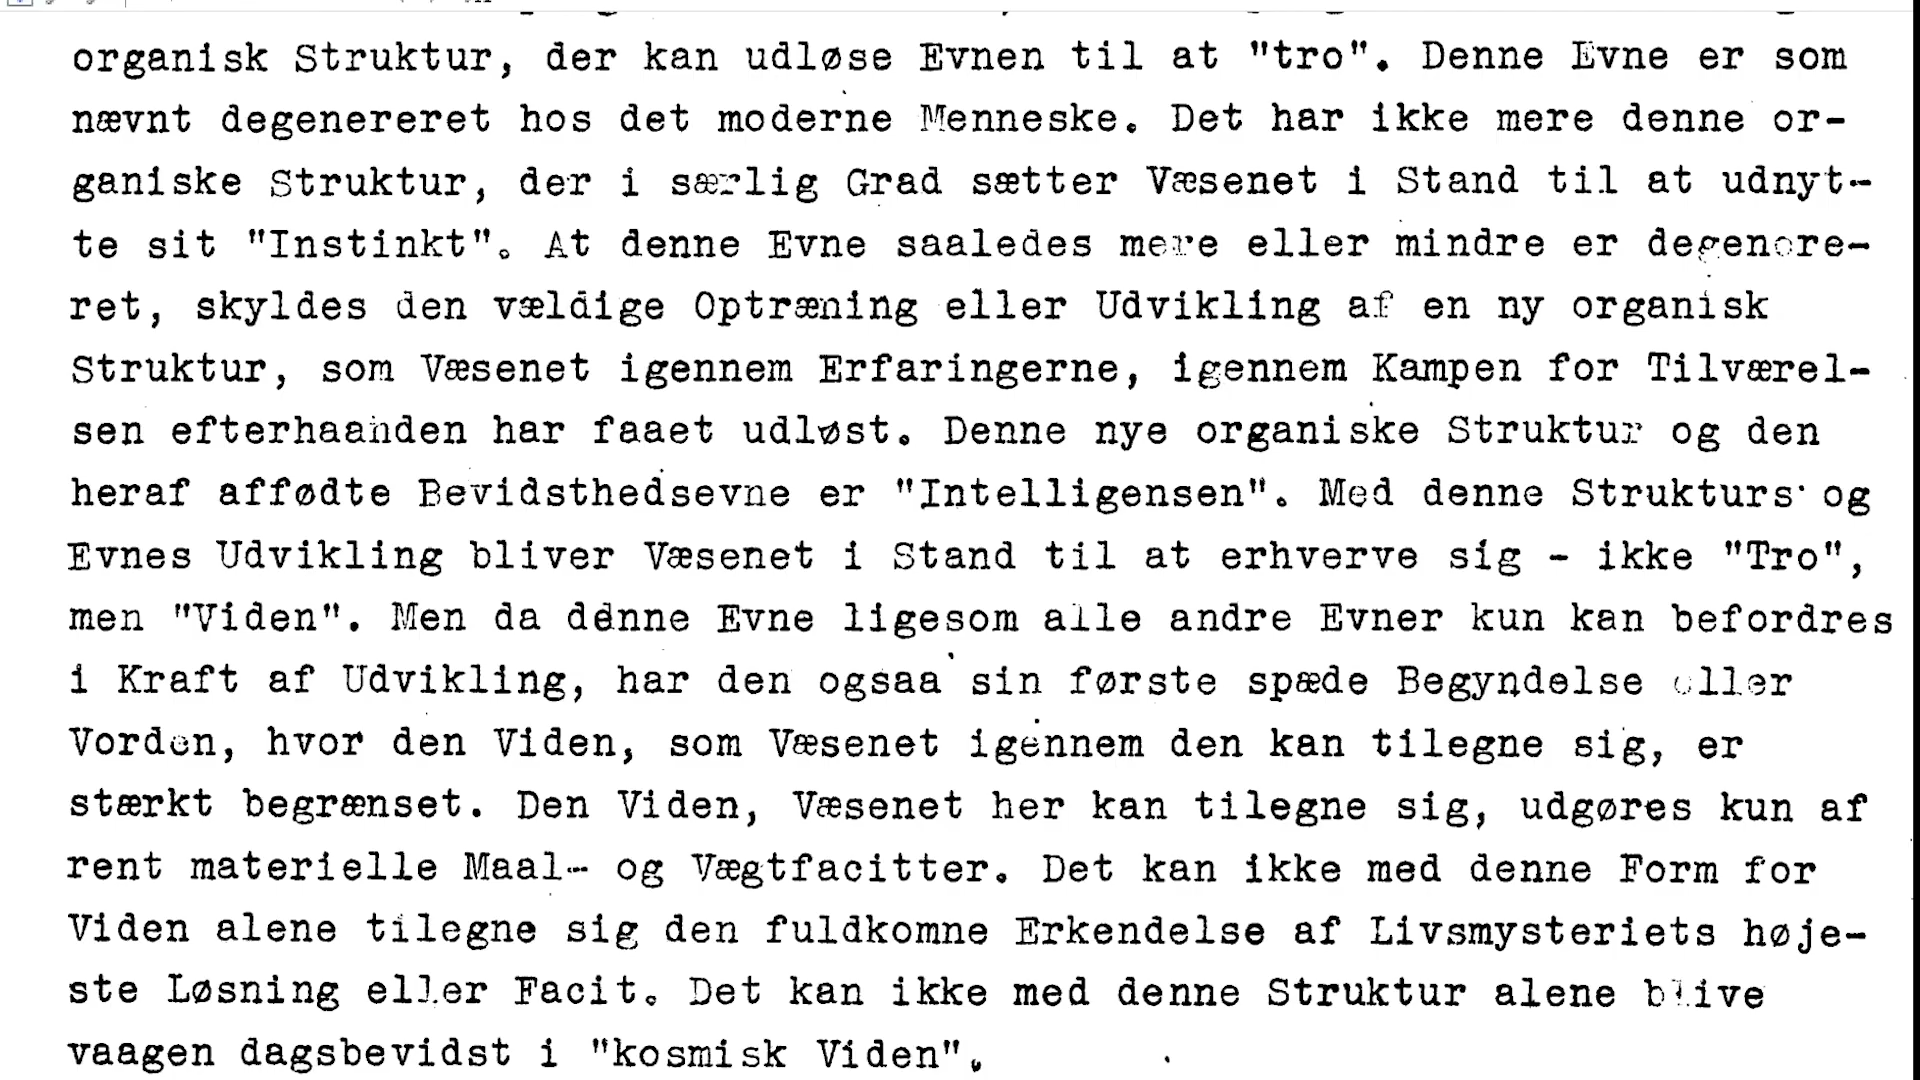 organisk Struktur, der kan udløse Evnen til at "tro". Denne Evne er som
nævnt degenereret hos det moderne Menneske. Det har ikke mere denne or-
ganiske Struktur, der i særlig Grad sætter Væsenet i Stand til at udnyt-
te sit "Instinkt". At denne Evne saaledes mere eller mindre er degenere-
ret, skyldes den vældige Optræning eller Udvikling af en ny organisk
Struktur, som Væsenet igennem Erfaringerne, igennem Kampen for Tilværel-
sen efterhaanden har faaet udløst. Denne nye organiske Struktur og den
heraf affødte Bevidsthedsevne er "Intelligensen". Med denne Strukturs og
Evnes Udvikling bliver Væsenet i Stand til at erhverve sig - ikke "Tro",
men "Viden". Men da denne Evne ligesom alle andre Evner kun kan befordres
i Kraft af Udvikling, har den ogsaa sin første spæde Begyndelse eller
Vorden, hvor den Viden, som Væsenet igennem den kan tilegne sig, er
stærkt begrænset. Den Viden, Væsenet her kan tilegne sig, udgøres kun af
rent materielle Maal- og Vægtfacitter. Det kan ikke med denne Form for
Viden alene tilegne sig den fuldkomne Erkendelse af Livsmysteriets høje-
ste Løsning eller Facit. Det kan ikke med denne Struktur alene blive
vaagen dagsbevidst i "kosmisk Viden".